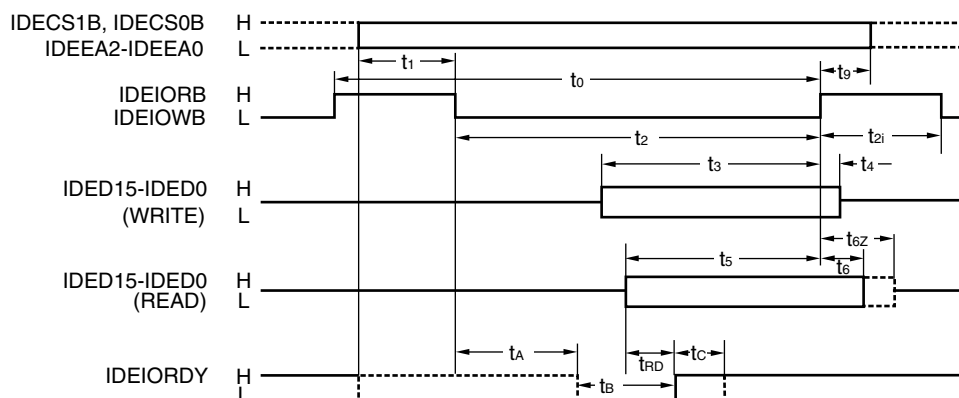 IDECS1B, IDECS0B H
IDEEA2-IDEEA0 L
t1
t0
t9
IDEIORB H
IDEIOWB L
t2
t2i
t3
t4
IDED15-IDED0 H
(WRITE) L
t6Z
t5
t6
IDED15-IDED0 H
(READ) L
tA
tRD
tC
IDEIORDY H
tB
L